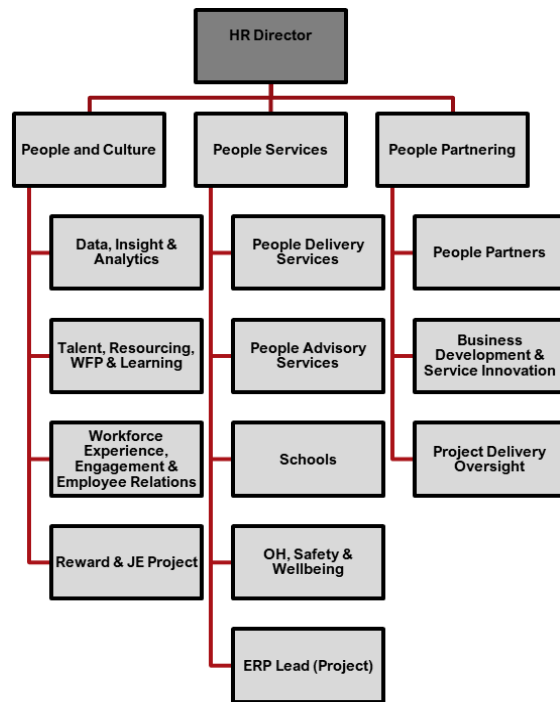 HR Director
People and Culture
People Services
People Partnering
Data, Insight &
Analytics
People Delivery
Services
People Partners
Talent, Resourcing,
WFP & Learning
People Advisory
Services
Business
Development &
Service Innovation
Workforce
Experience,
Engagement &
Employee Relations
Schools
Project Delivery
Oversight
Reward & JE Project
OH, Safety &
Wellbeing
ERP Lead (Project)